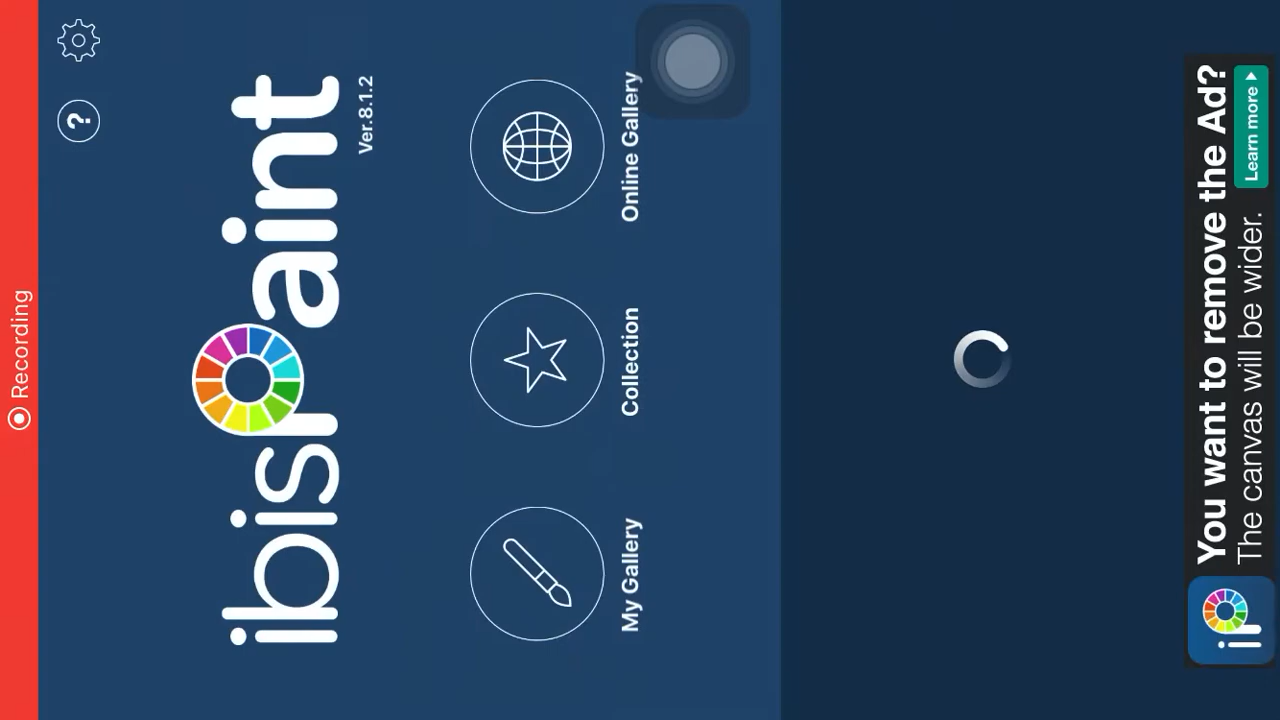 Recording
?
ibisPaint
Ver.8.1.2
My Gallery
Collection
Online Gallery
ip
You want to remove the Ad?
The canvas will be wider.
Learn more